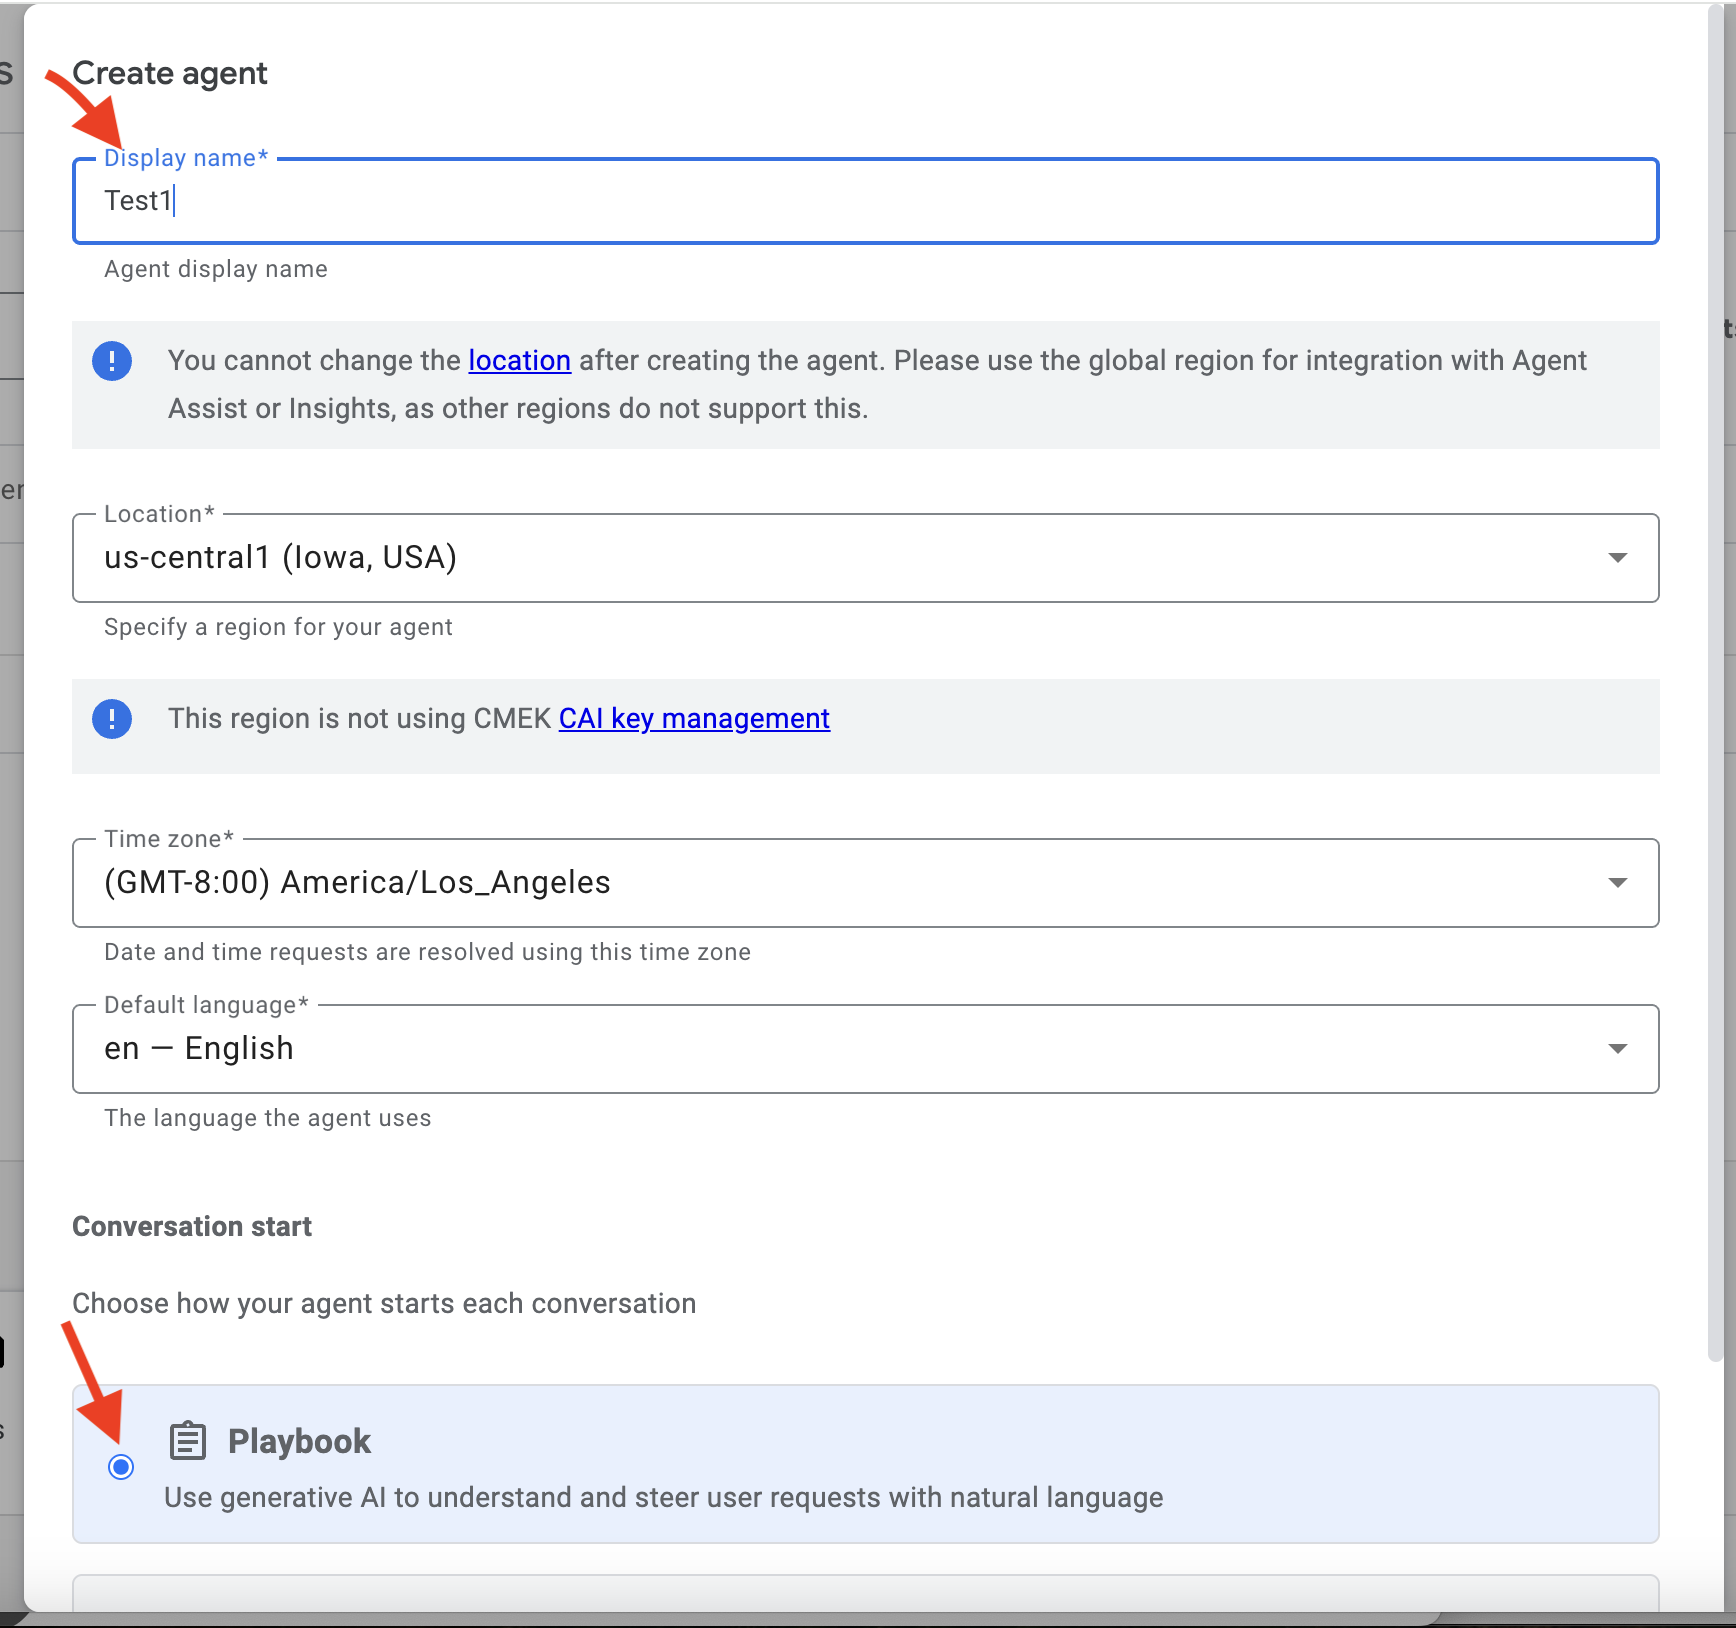 Create agent
Display name*
Test1
Agent display name
You cannot change the location after creating the agent. Please use the global region for integration with Agent
Assist or Insights, as other regions do not support this.
Location*
us-central1 (Iowa, USA)
Specify a region for your agent
This region is not using CMEK CAI key management
Time zone*
(GMT-8:00) America/Los_Angeles
Date and time requests are resolved using this time zone
Default language*
en — English
The language the agent uses
Conversation start
Choose how your agent starts each conversation
Playbook
Use generative AI to understand and steer user requests with natural language